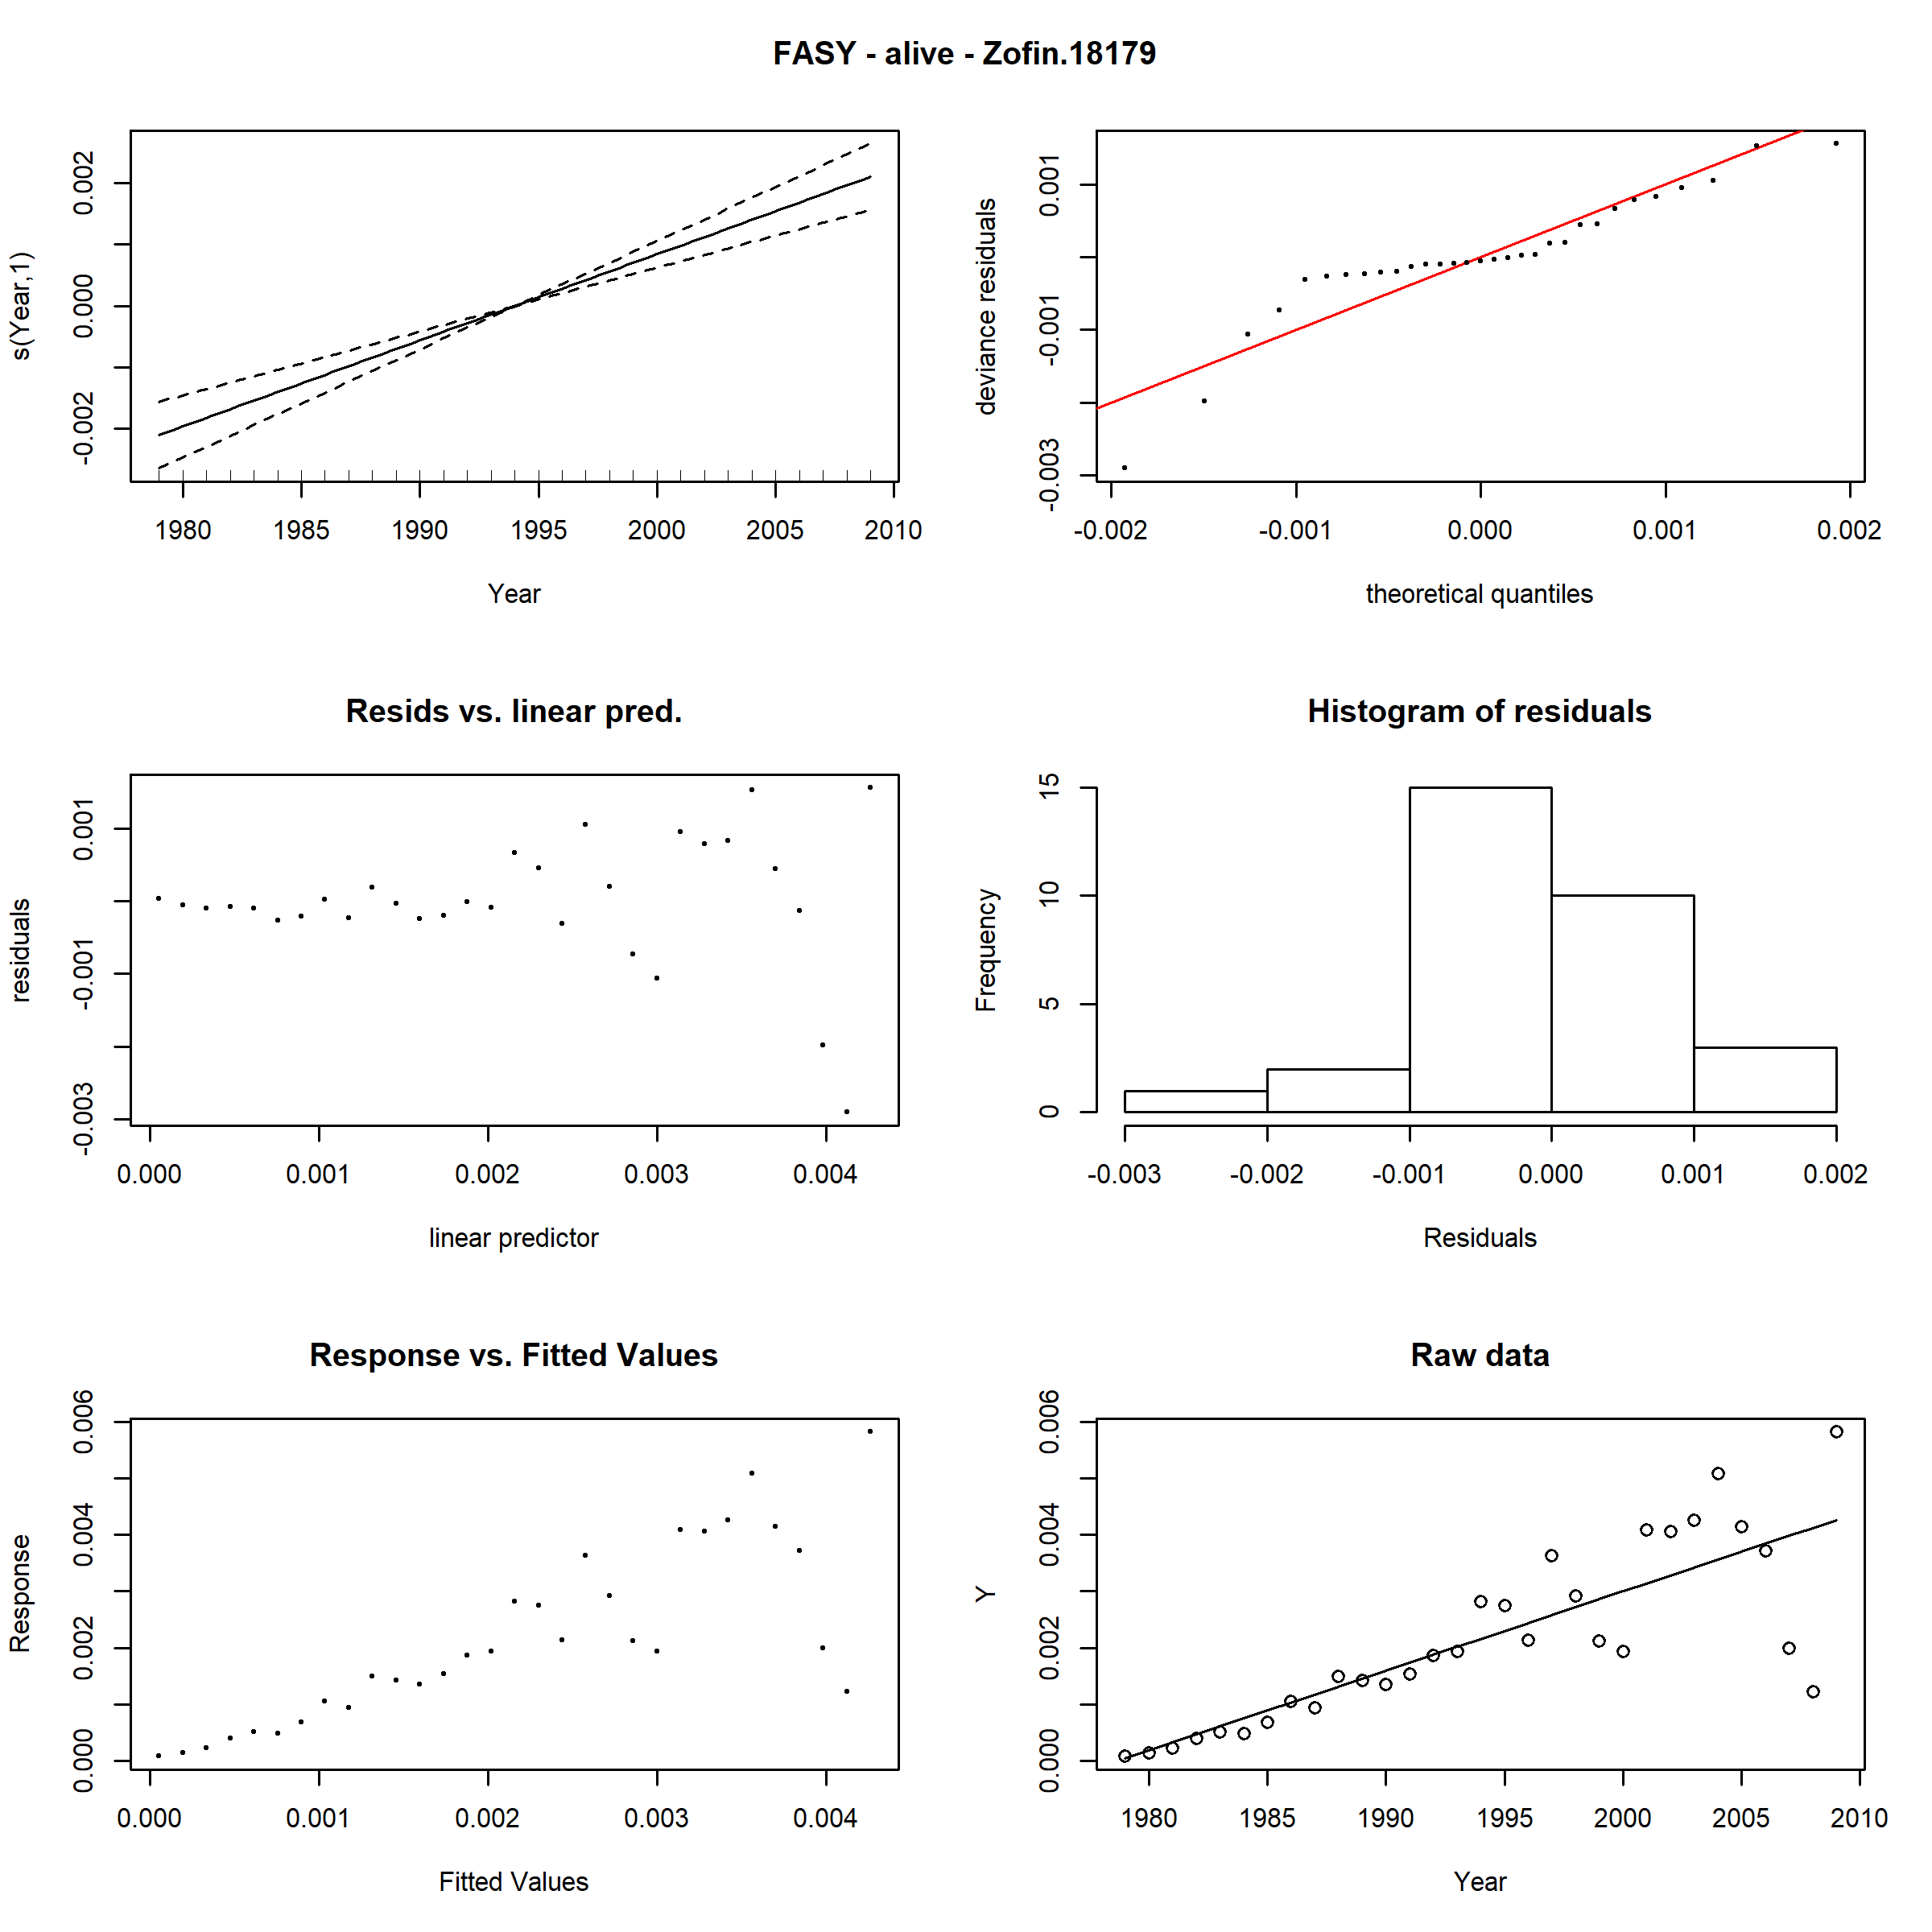 FASY - alive - Zofin.18179
s(Year,1)
0.002
0.000
-0.002
1980 1985 1990 1995 2000 2005 2010
Year
deviance residuals
0.001
-0.001
-0.003
-0.002 -0.001 0.000 0.001 0.002
theoretical quantiles
Resids vs. linear pred.
residuals
0.001
-0.001
-0.003
0.000 0.001 0.002 0.003 0.004
linear predictor
Histogram of residuals
Frequency
15
10
5
0
-0.003 -0.002 -0.001 0.000 0.001 0.002
Residuals
Response vs. Fitted Values
Response
0.006
0.004
0.002
0.000
0.000 0.001 0.002 0.003 0.004
Fitted Values
Raw data
Y
0.006
0.004
0.002
0.000
1980 1985 1990 1995 2000 2005 2010
Year